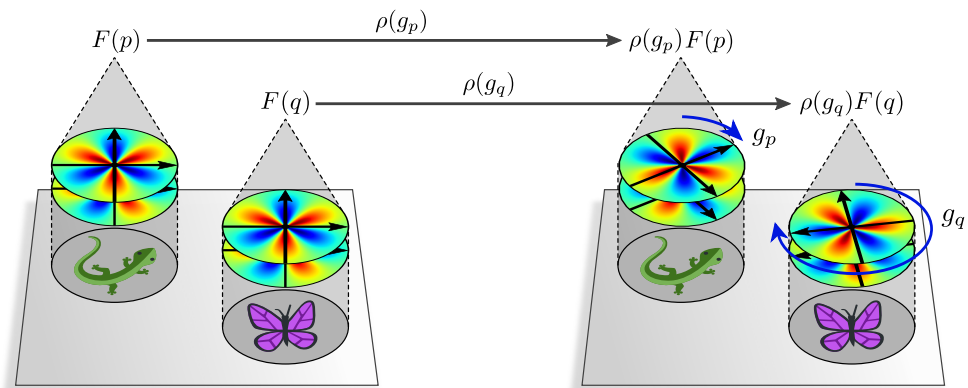 ρ(g_p)
F(p)
ρ(g_p)F(p)
ρ(g_q)
F(q)
ρ(g_q)F(q)
g_p
g_q